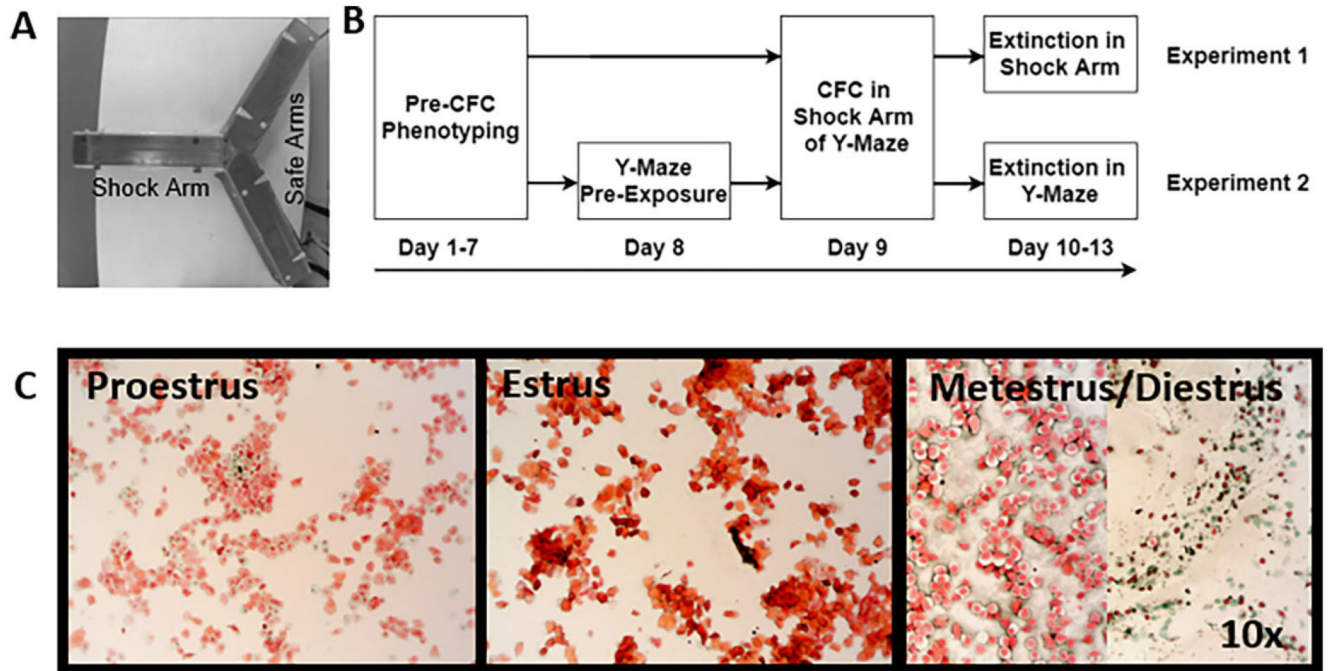 A
Shock Arm
Safe Arms
B
Pre-CFC
Phenotyping
Y-Maze
Pre-Exposure
CFC in
Shock Arm
of Y-Maze
Extinction in
Shock Arm
Experiment 1
Extinction in
Y-Maze
Experiment 2
Day 1-7
Day 8
Day 9
Day 10-13
C
Proestrus
Estrus
Metestrus/Diestrus
10x